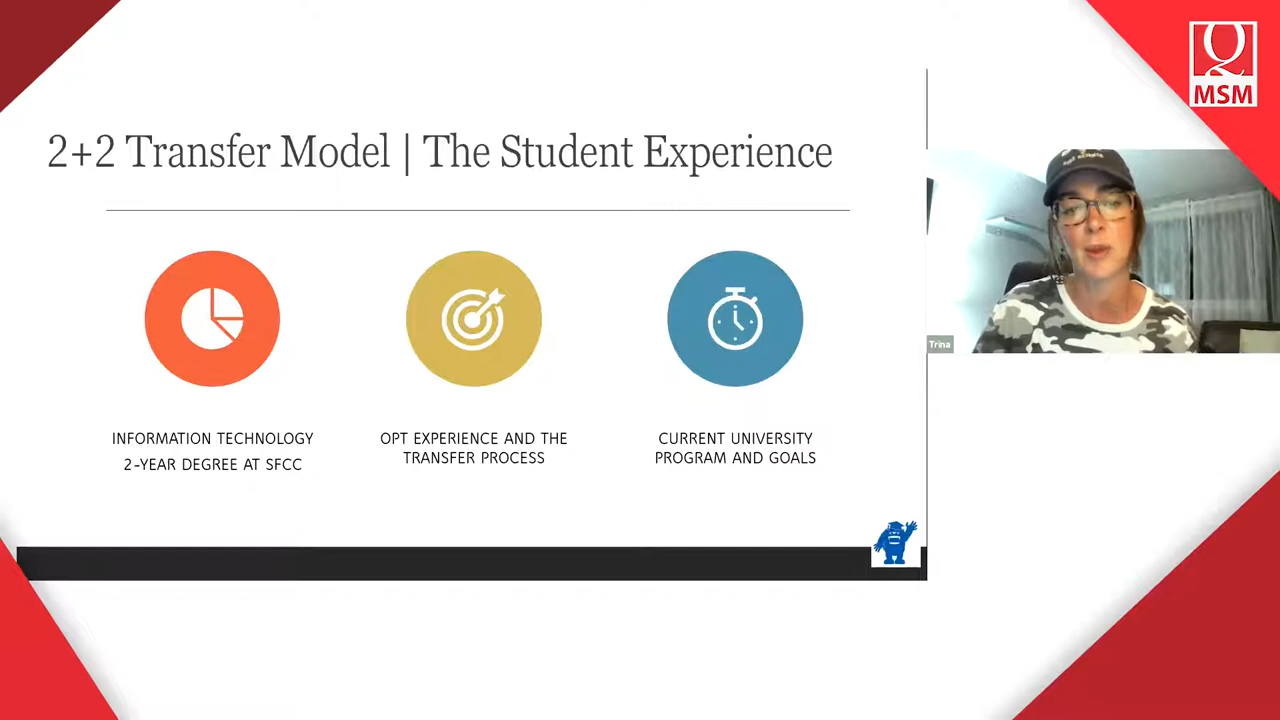 2+2 Transfer Model | The Student Experience
INFORMATION TECHNOLOGY
2-YEAR DEGREE AT SFCC
OPT EXPERIENCE AND THE
TRANSFER PROCESS
CURRENT UNIVERSITY
PROGRAM AND GOALS
Trina
MSM